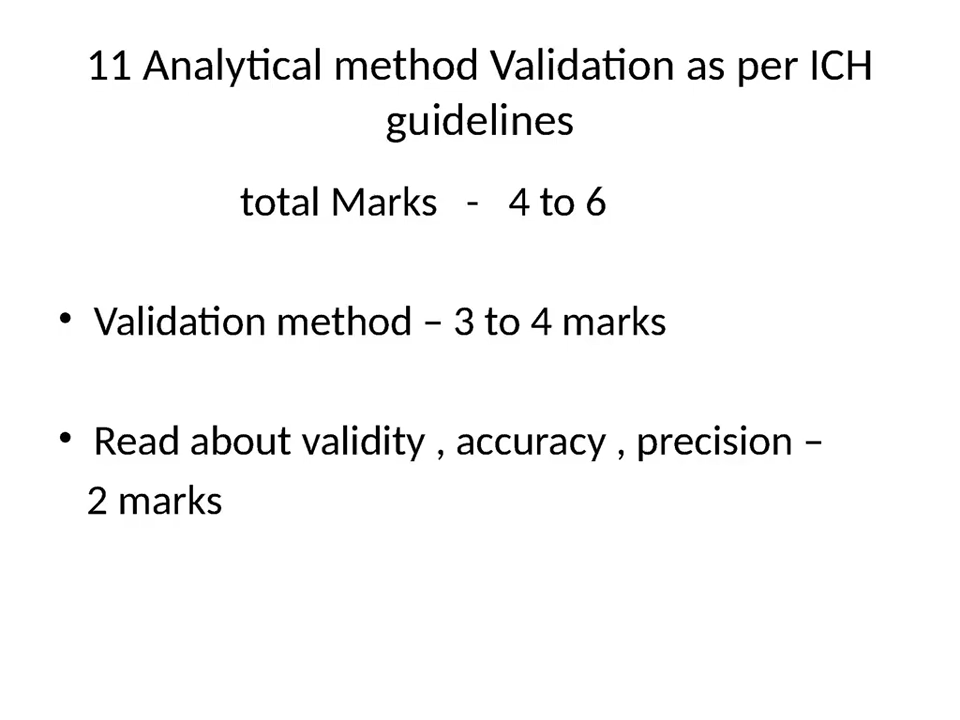 11 Analytical method Validation as per ICH
guidelines
total Marks - 4 to 6
• Validation method – 3 to 4 marks
• Read about validity , accuracy , precision –
2 marks